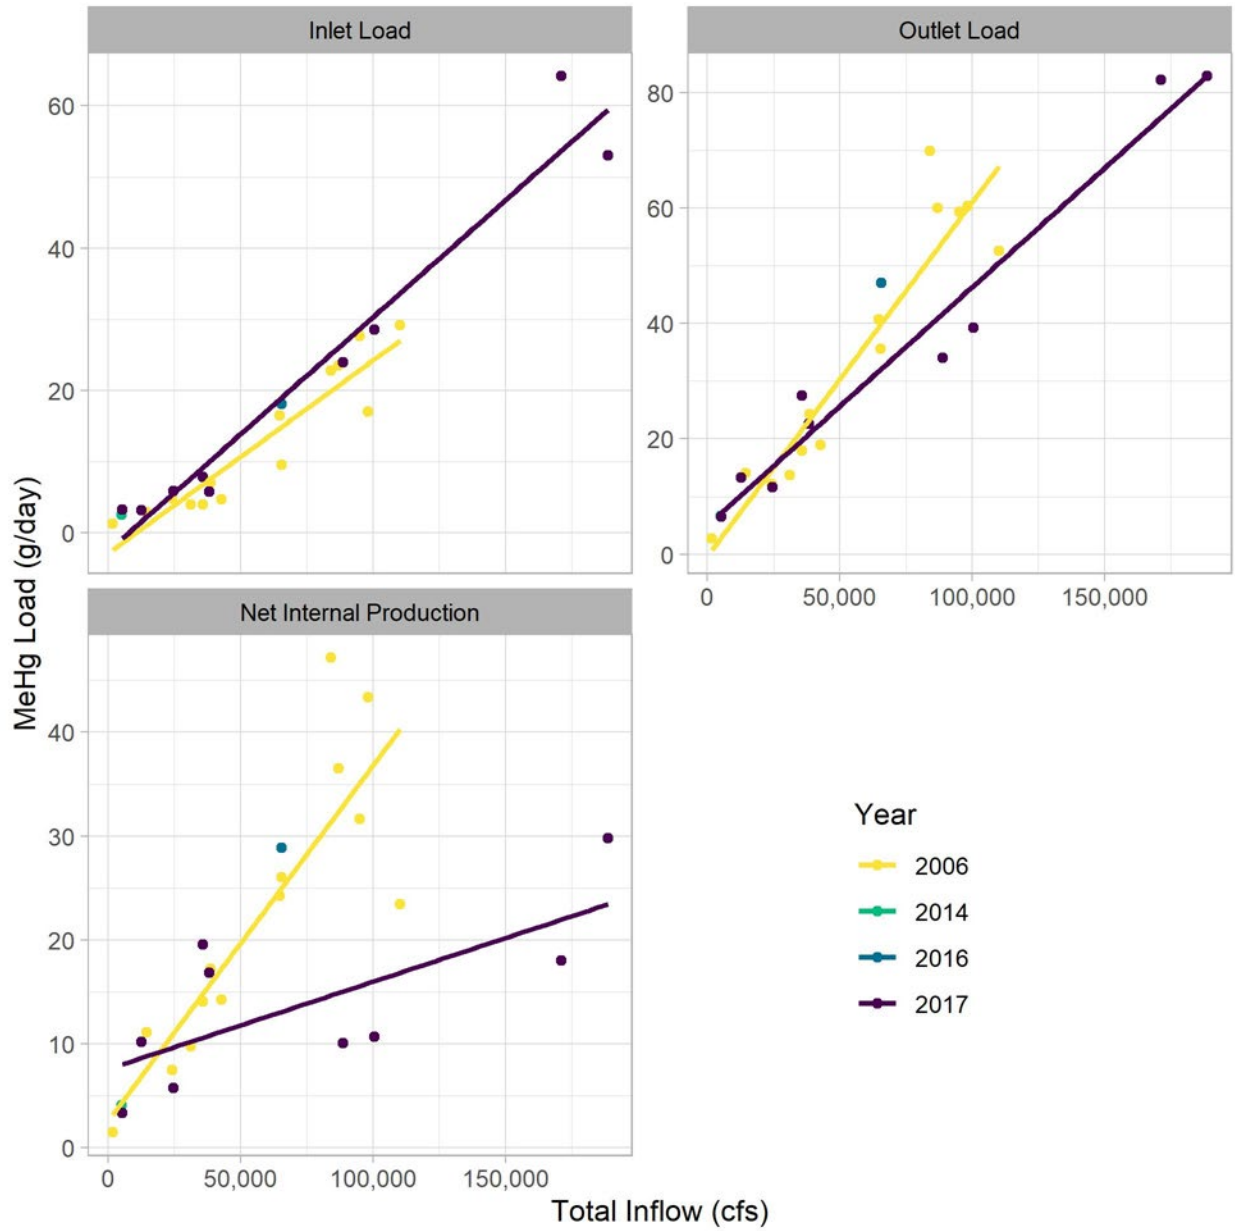 Inlet Load
Outlet Load
60
40
20
0
80
60
40
20
0
0 50,000 100,000 150,000
Net Internal Production
40
30
20
10
0
0 50,000 100,000 150,000
MeHg Load (g/day)
Total Inflow (cfs)
Year
2006
2014
2016
2017